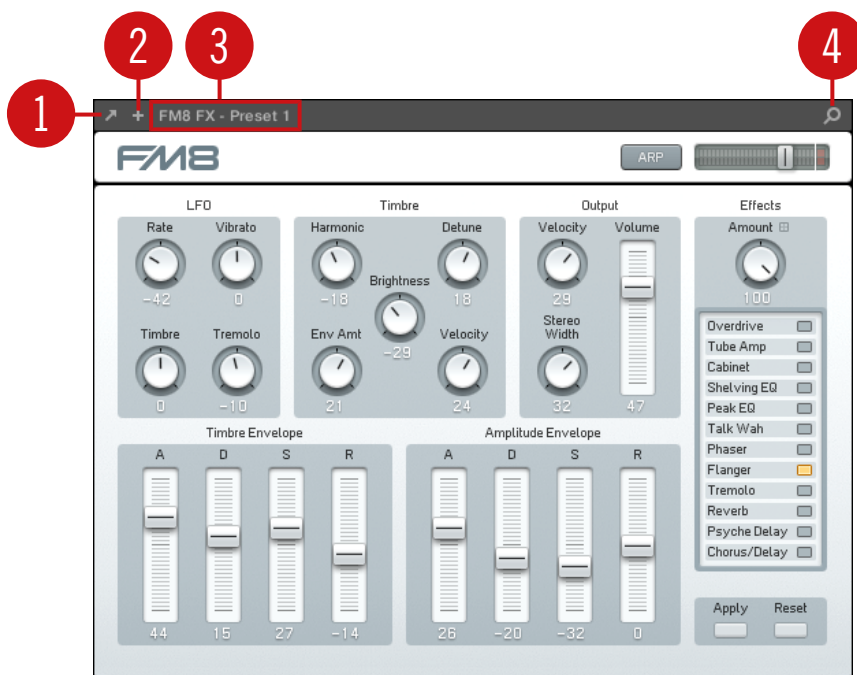 2 3 4
1 FM8 FX - Preset 1
FM8 ARP
LFO Timbre Output Effects
Rate Vibrato Harmonic Detune Velocity Volume Amount
-42 0 -18 Brightness 18 29 100
Timbre Tremolo Env Amt -29 Velocity Stereo Width
0 -10 21 24 32 47
Overdrive
Tube Amp
Cabinet
Shelving EQ
Peak EQ
Talk Wah
Phaser
Flanger
Tremolo
Reverb
Psyche Delay
Chorus/Delay
Timbre Envelope Amplitude Envelope
A D S R A D S R
44 15 27 -14 26 -20 -32 0
Apply Reset